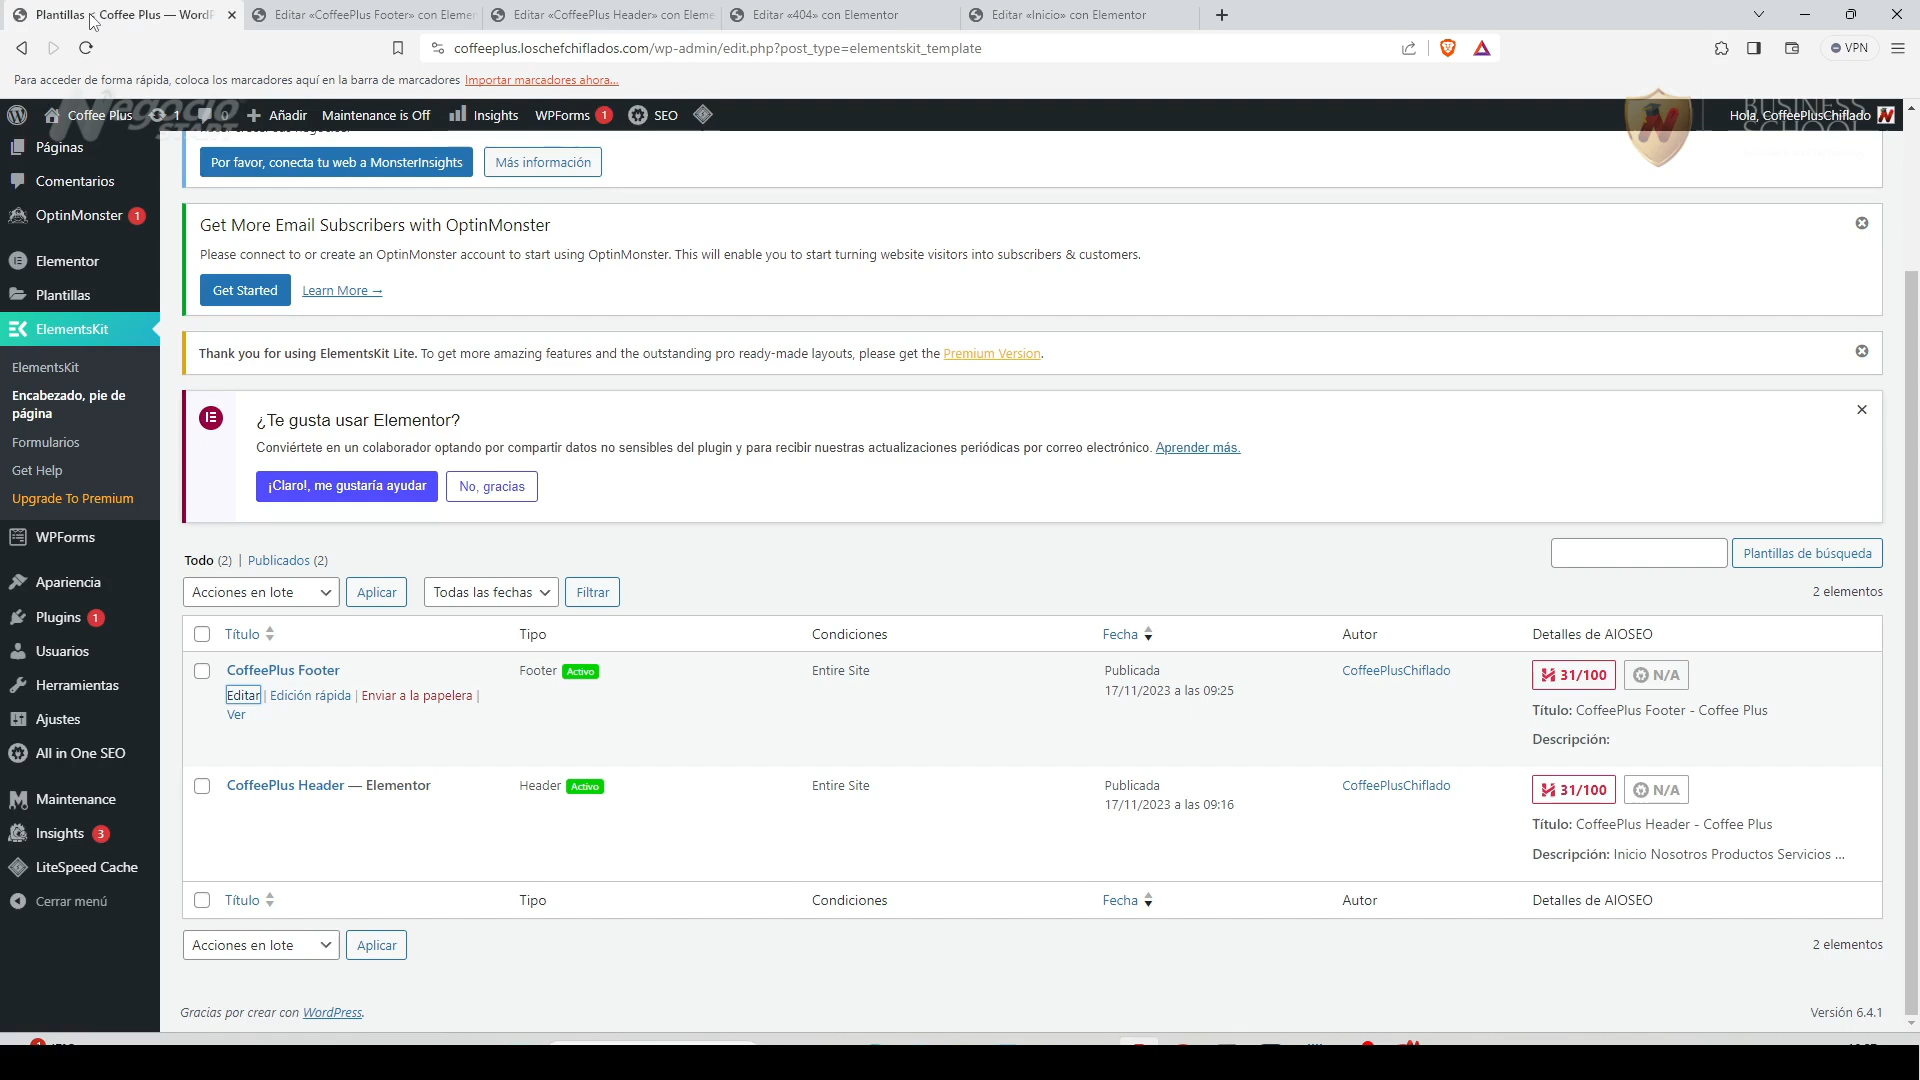 Plantillas ‹ Coffee Plus — WordP
Editar «CoffeePlus Footer» con Elemen
Editar «CoffeePlus Header» con Eleme
Editar «404» con Elementor
Editar «Inicio» con Elementor
coffeeplus.loschefchiflados.com/wp-admin/edit.php?post_type=elementskit_template
VPN
Para acceder de forma rápida, coloca los marcadores aquí en la barra de marcadores Importar marcadores ahora...
Negocio
START
Coffee Plus
1
0
Añadir
Maintenance is Off
Insights
WPForms 1
SEO
BUSINESS
SCHOOL
Hola, CoffeePlusChiflado
Páginas
Comentarios
OptinMonster 1
Elementor
Plantillas
ElementsKit
ElementsKit
Encabezado, pie de
página
Formularios
Get Help
Upgrade To Premium
WPForms
Apariencia
Plugins 1
Usuarios
Herramientas
Ajustes
All in One SEO
Maintenance
Insights 3
LiteSpeed Cache
Cerrar menú
Por favor, conecta tu web a MonsterInsights
Más información
Get More Email Subscribers with OptinMonster
Please connect to or create an OptinMonster account to start using OptinMonster. This will enable you to start turning website visitors into subscribers & customers.
Get Started
Learn More →
Thank you for using ElementsKit Lite. To get more amazing features and the outstanding pro ready-made layouts, please get the Premium Version.
¿Te gusta usar Elementor?
Conviértete en un colaborador optando por compartir datos no sensibles del plugin y para recibir nuestras actualizaciones periódicas por correo electrónico. Aprender más.
¡Claro!, me gustaría ayudar
No, gracias
Todo (2) | Publicados (2)
Plantillas de búsqueda
Acciones en lote
Aplicar
Todas las fechas
Filtrar
2 elementos
Título
Tipo
Condiciones
Fecha
Autor
Detalles de AIOSEO
CoffeePlus Footer
Editar | Edición rápida | Enviar a la papelera |
Ver
Footer Activo
Entire Site
Publicada
17/11/2023 a las 09:25
CoffeePlusChiflado
31/100
N/A
Título: CoffeePlus Footer - Coffee Plus
Descripción:
CoffeePlus Header — Elementor
Header Activo
Entire Site
Publicada
17/11/2023 a las 09:16
CoffeePlusChiflado
31/100
N/A
Título: CoffeePlus Header - Coffee Plus
Descripción: Inicio Nosotros Productos Servicios ...
Título
Tipo
Condiciones
Fecha
Autor
Detalles de AIOSEO
Acciones en lote
Aplicar
2 elementos
Gracias por crear con WordPress.
Versión 6.4.1